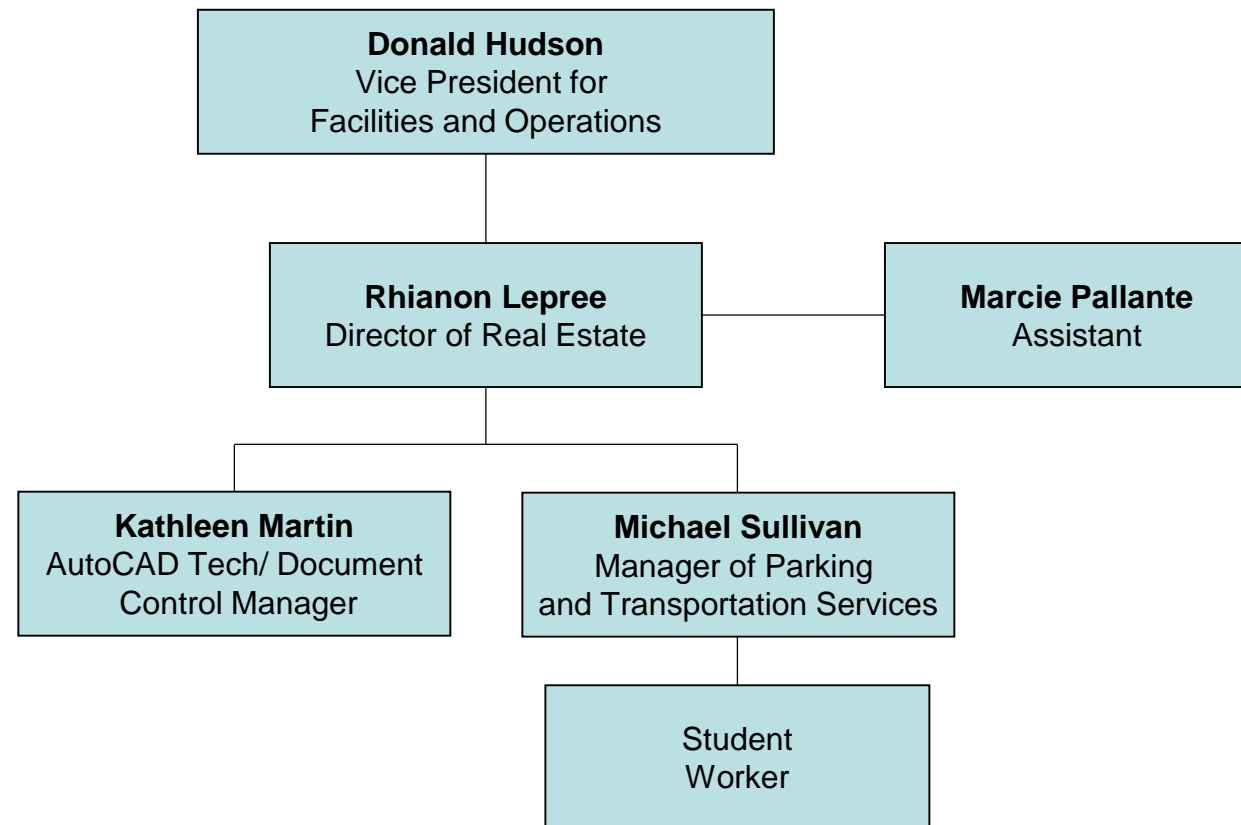 Donald Hudson
Vice President for
Facilities and Operations
Rhianon Lepree
Director of Real Estate
Marcie Pallante
Assistant
Kathleen Martin
AutoCAD Tech/ Document
Control Manager
Michael Sullivan
Manager of Parking
and Transportation Services
Student
Worker